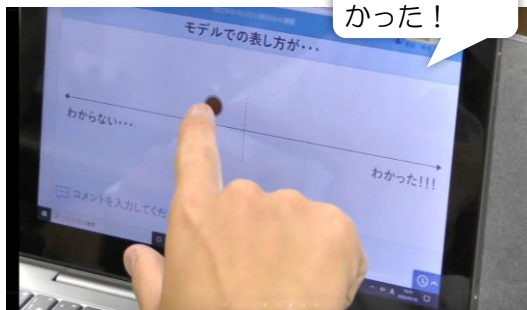 かった!
モデルでの表し方が・・・
わからない・・・
わかった!!!
コメントを入力してくだ